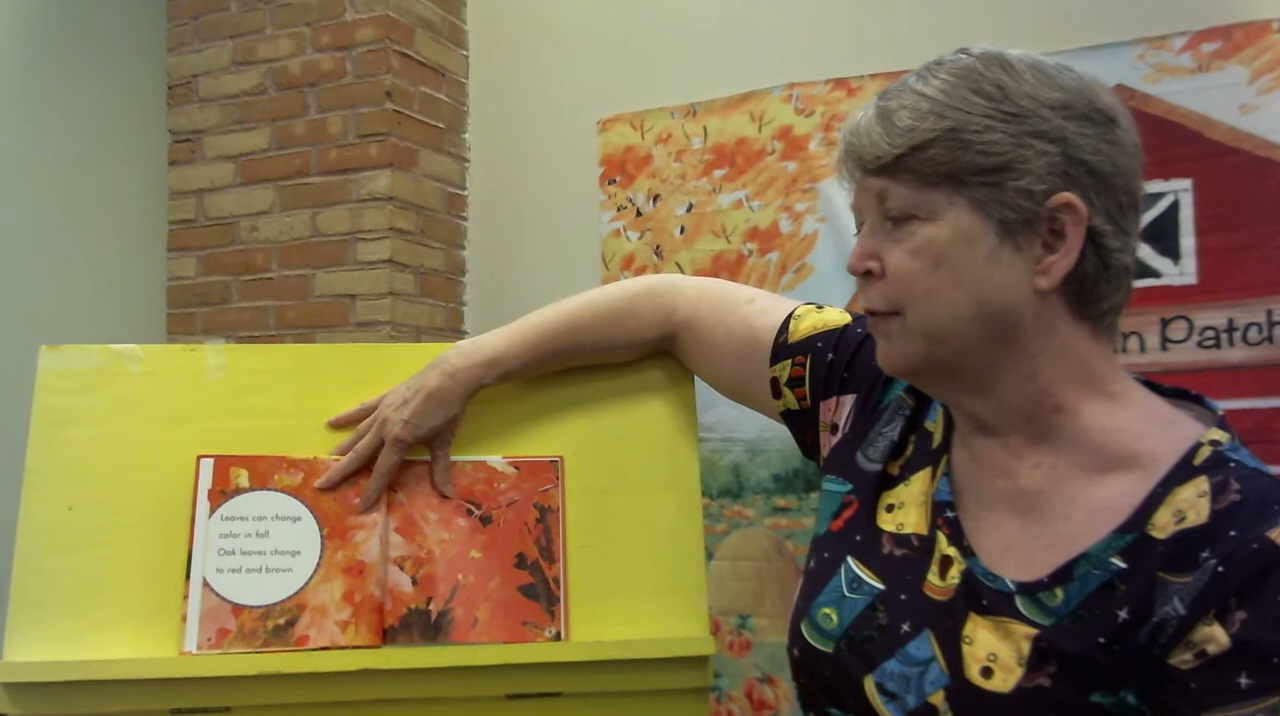 Leaves can change
color in fall.
Oak leaves change
to red and brown
Patch